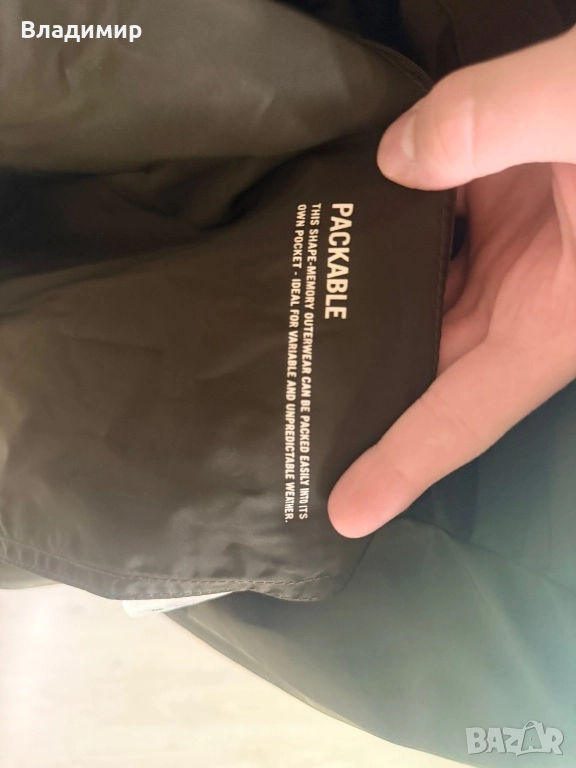 Владимир
PACKABLE
THIS SHAPE-MEMORY OUTERWEAR CAN BE PACKED EASILY INTO ITS
OWN POCKET - IDEAL FOR VARIABLE AND UNPREDICTABLE WEATHER.
BAZAR